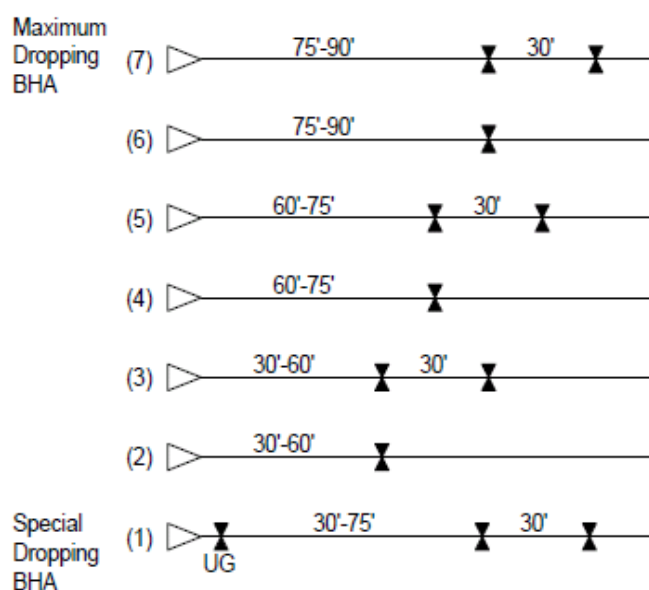 Maximum
Dropping
BHA
(7) 75'-90' 30'
(6) 75'-90'
(5) 60'-75' 30'
(4) 60'-75'
(3) 30'-60' 30'
(2) 30'-60'
Special
Dropping
BHA
(1) 30'-75' 30'
UG